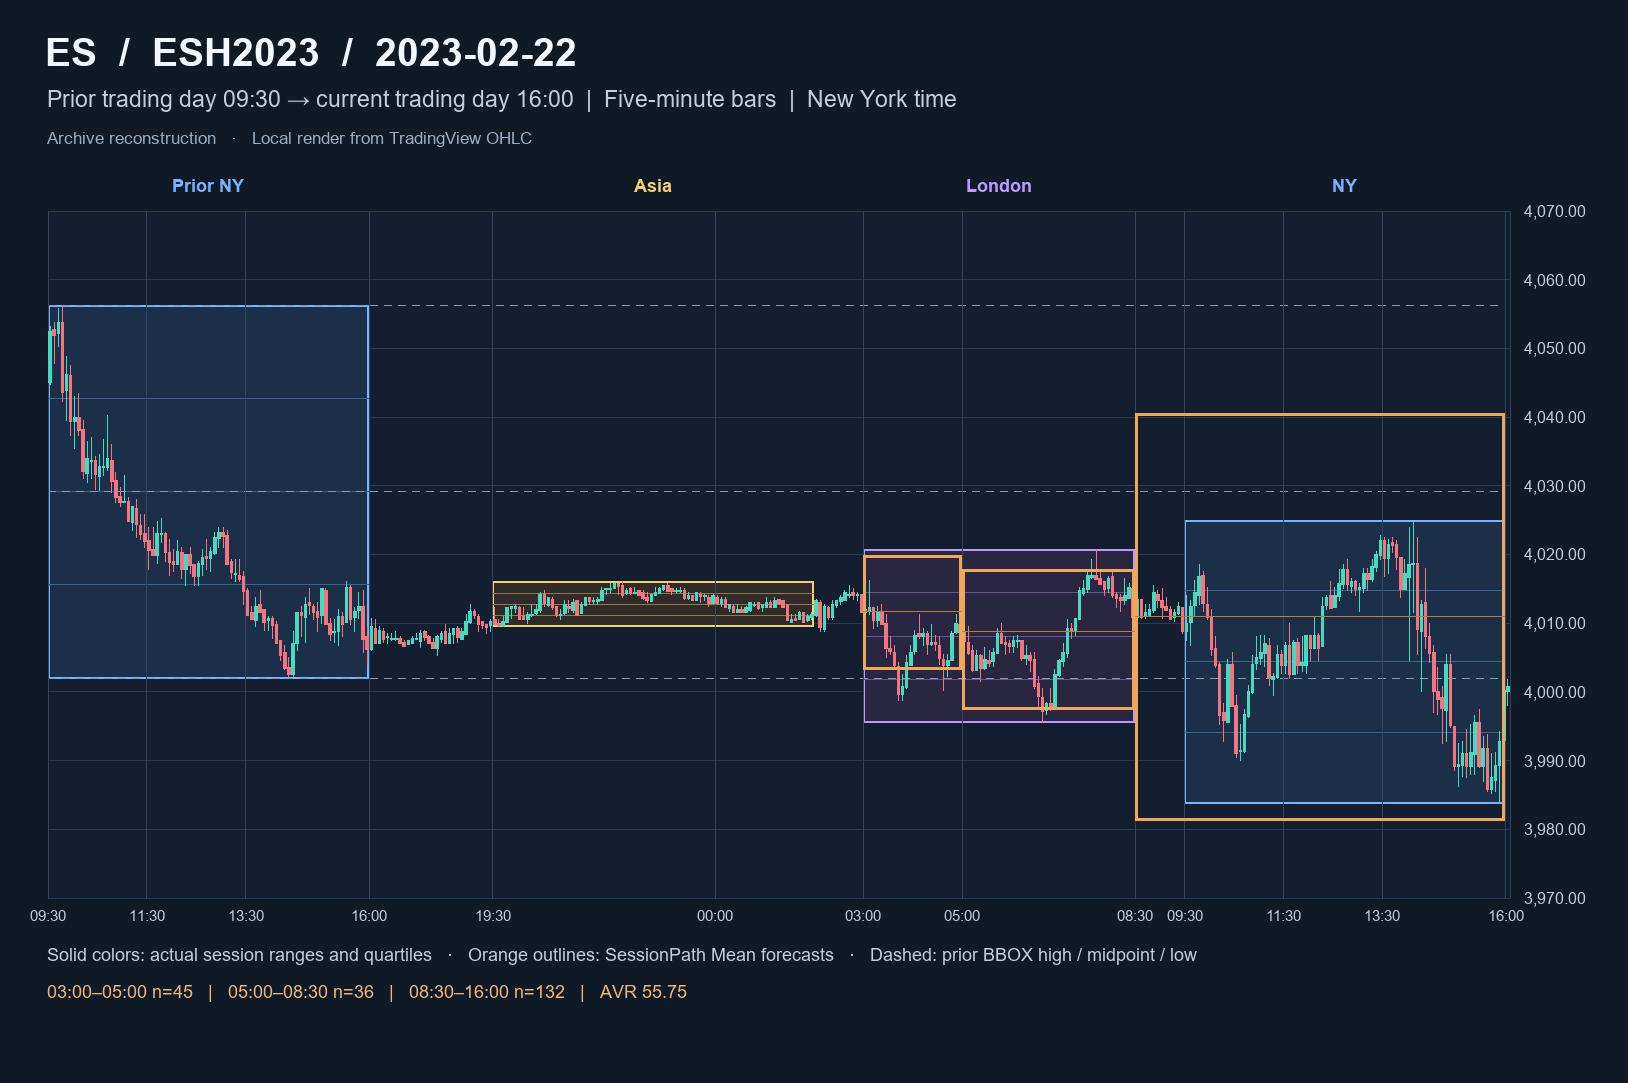 ES / ESH2023 / 2023-02-22
Prior trading day 09:30 → current trading day 16:00 | Five-minute bars | New York time
Archive reconstruction · Local render from TradingView OHLC
Prior NY Asia London NY
4,070.00
4,060.00
4,050.00
4,040.00
4,030.00
4,020.00
4,010.00
4,000.00
3,990.00
3,980.00
3,970.00
09:30 11:30 13:30 16:00 19:30 00:00 03:00 05:00 08:30 09:30 11:30 13:30 16:00
Solid colors: actual session ranges and quartiles · Orange outlines: SessionPath Mean forecasts · Dashed: prior BBOX high / midpoint / low
03:00–05:00 n=45 | 05:00–08:30 n=36 | 08:30–16:00 n=132 | AVR 55.75